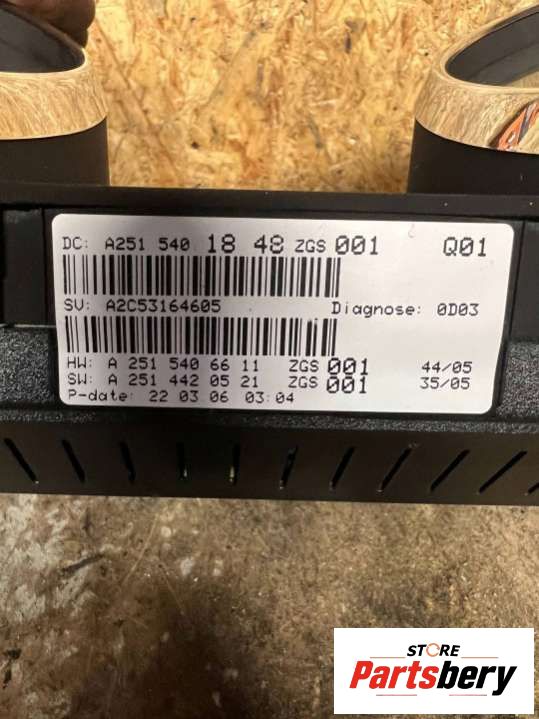 DC: A251 540 18 48 ZGS 001 Q01
SV: A2C53164605 Diagnose: 0D03
HW: A 251 540 66 11 ZGS 001 44/05
SW: A 251 442 05 21 ZGS 001 35/05
P-date: 22 03 06 03:04
STORE
Partsbery